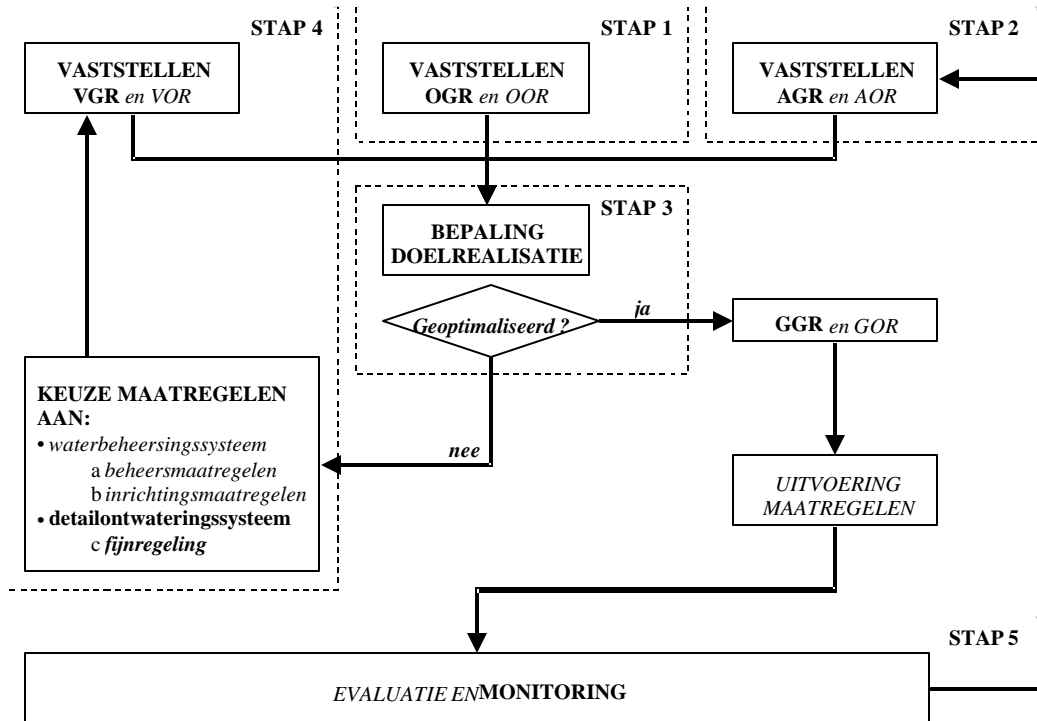 STAP 4
VASTSTELLEN
VGR en VOR
STAP 1
VASTSTELLEN
OGR en OOR
STAP 2
VASTSTELLEN
AGR en AOR
STAP 3
BEPALING
DOELREALISATIE
Geoptimaliseerd ?
ja
nee
GGR en GOR
KEUZE MAATREGELEN
AAN:
• waterbeheersingssysteem
a beheersmaatregelen
b inrichtingsmaatregelen
• detailontwateringssysteem
c fijnregeling
UITVOERING
MAATREGELEN
STAP 5
EVALUATIE EN MONITORING